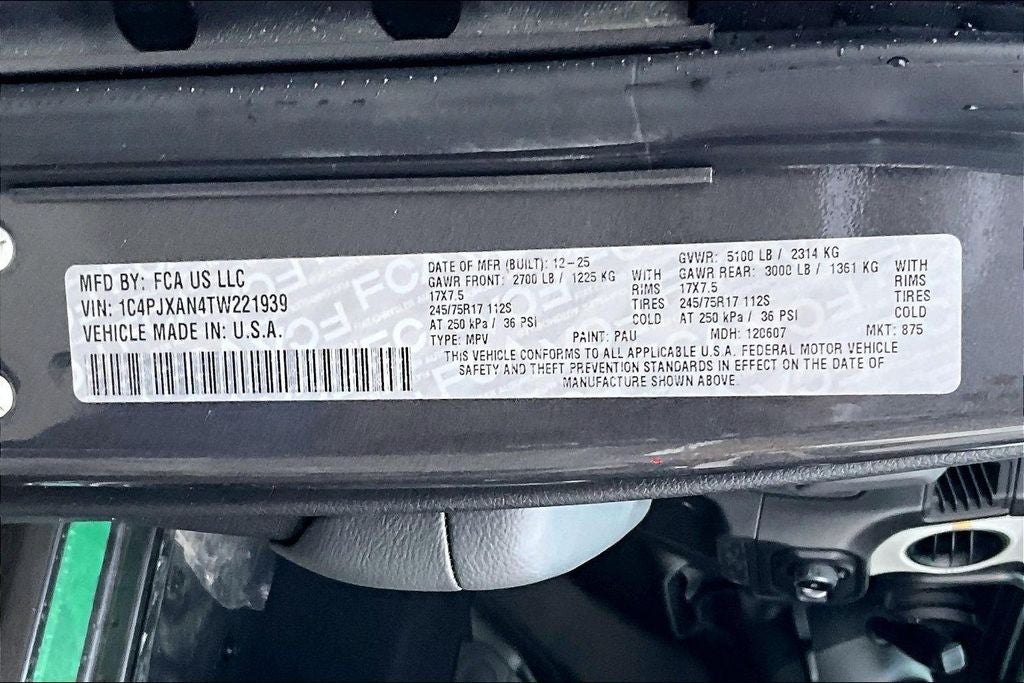 MFD BY: FCA US LLC
VIN: 1C4PJXAN4TW221939
VEHICLE MADE IN: U.S.A.
DATE OF MFR (BUILT): 12-25
GAWR FRONT: 2700 LB / 1225 KG WITH
17X7.5 RIMS
245/75R17 112S TIRES
AT 250 kPa / 36 PSI COLD
GVWR: 5100 LB / 2314 KG
GAWR REAR: 3000 LB / 1361 KG WITH
17X7.5 RIMS
245/75R17 112S TIRES
AT 250 kPa / 36 PSI COLD
TYPE: MPV PAINT: PAU MDH: 120607 MKT: 875
THIS VEHICLE CONFORMS TO ALL APPLICABLE U.S.A. FEDERAL MOTOR VEHICLE
SAFETY AND THEFT PREVENTION STANDARDS IN EFFECT ON THE DATE OF
MANUFACTURE SHOWN ABOVE.